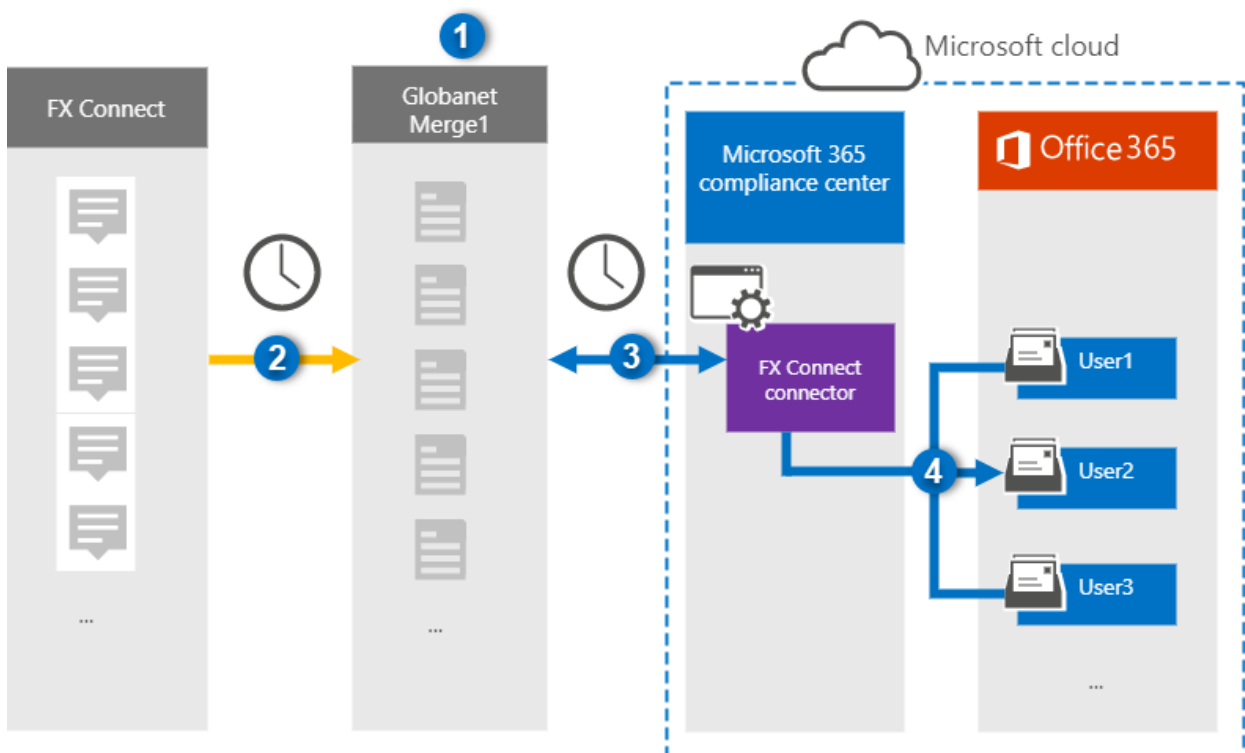 1
Microsoft cloud
FX Connect
Globanet
Merge1
Microsoft 365
compliance center
Office 365
2
3
FX Connect
connector
User1
4
User2
User3
...
...
...